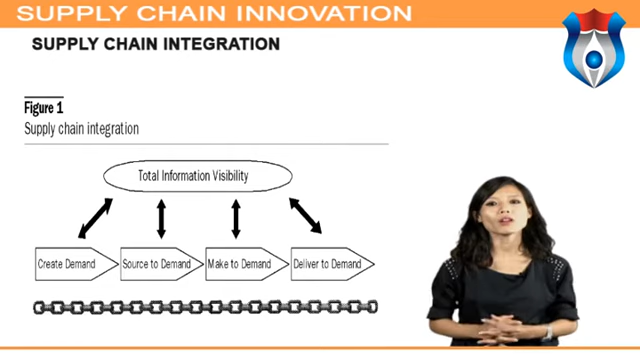 SUPPLY CHAIN INNOVATION
SUPPLY CHAIN INTEGRATION
Figure 1
Supply chain integration
Total Information Visibility
Create Demand
Source to Demand
Make to Demand
Deliver to Demand